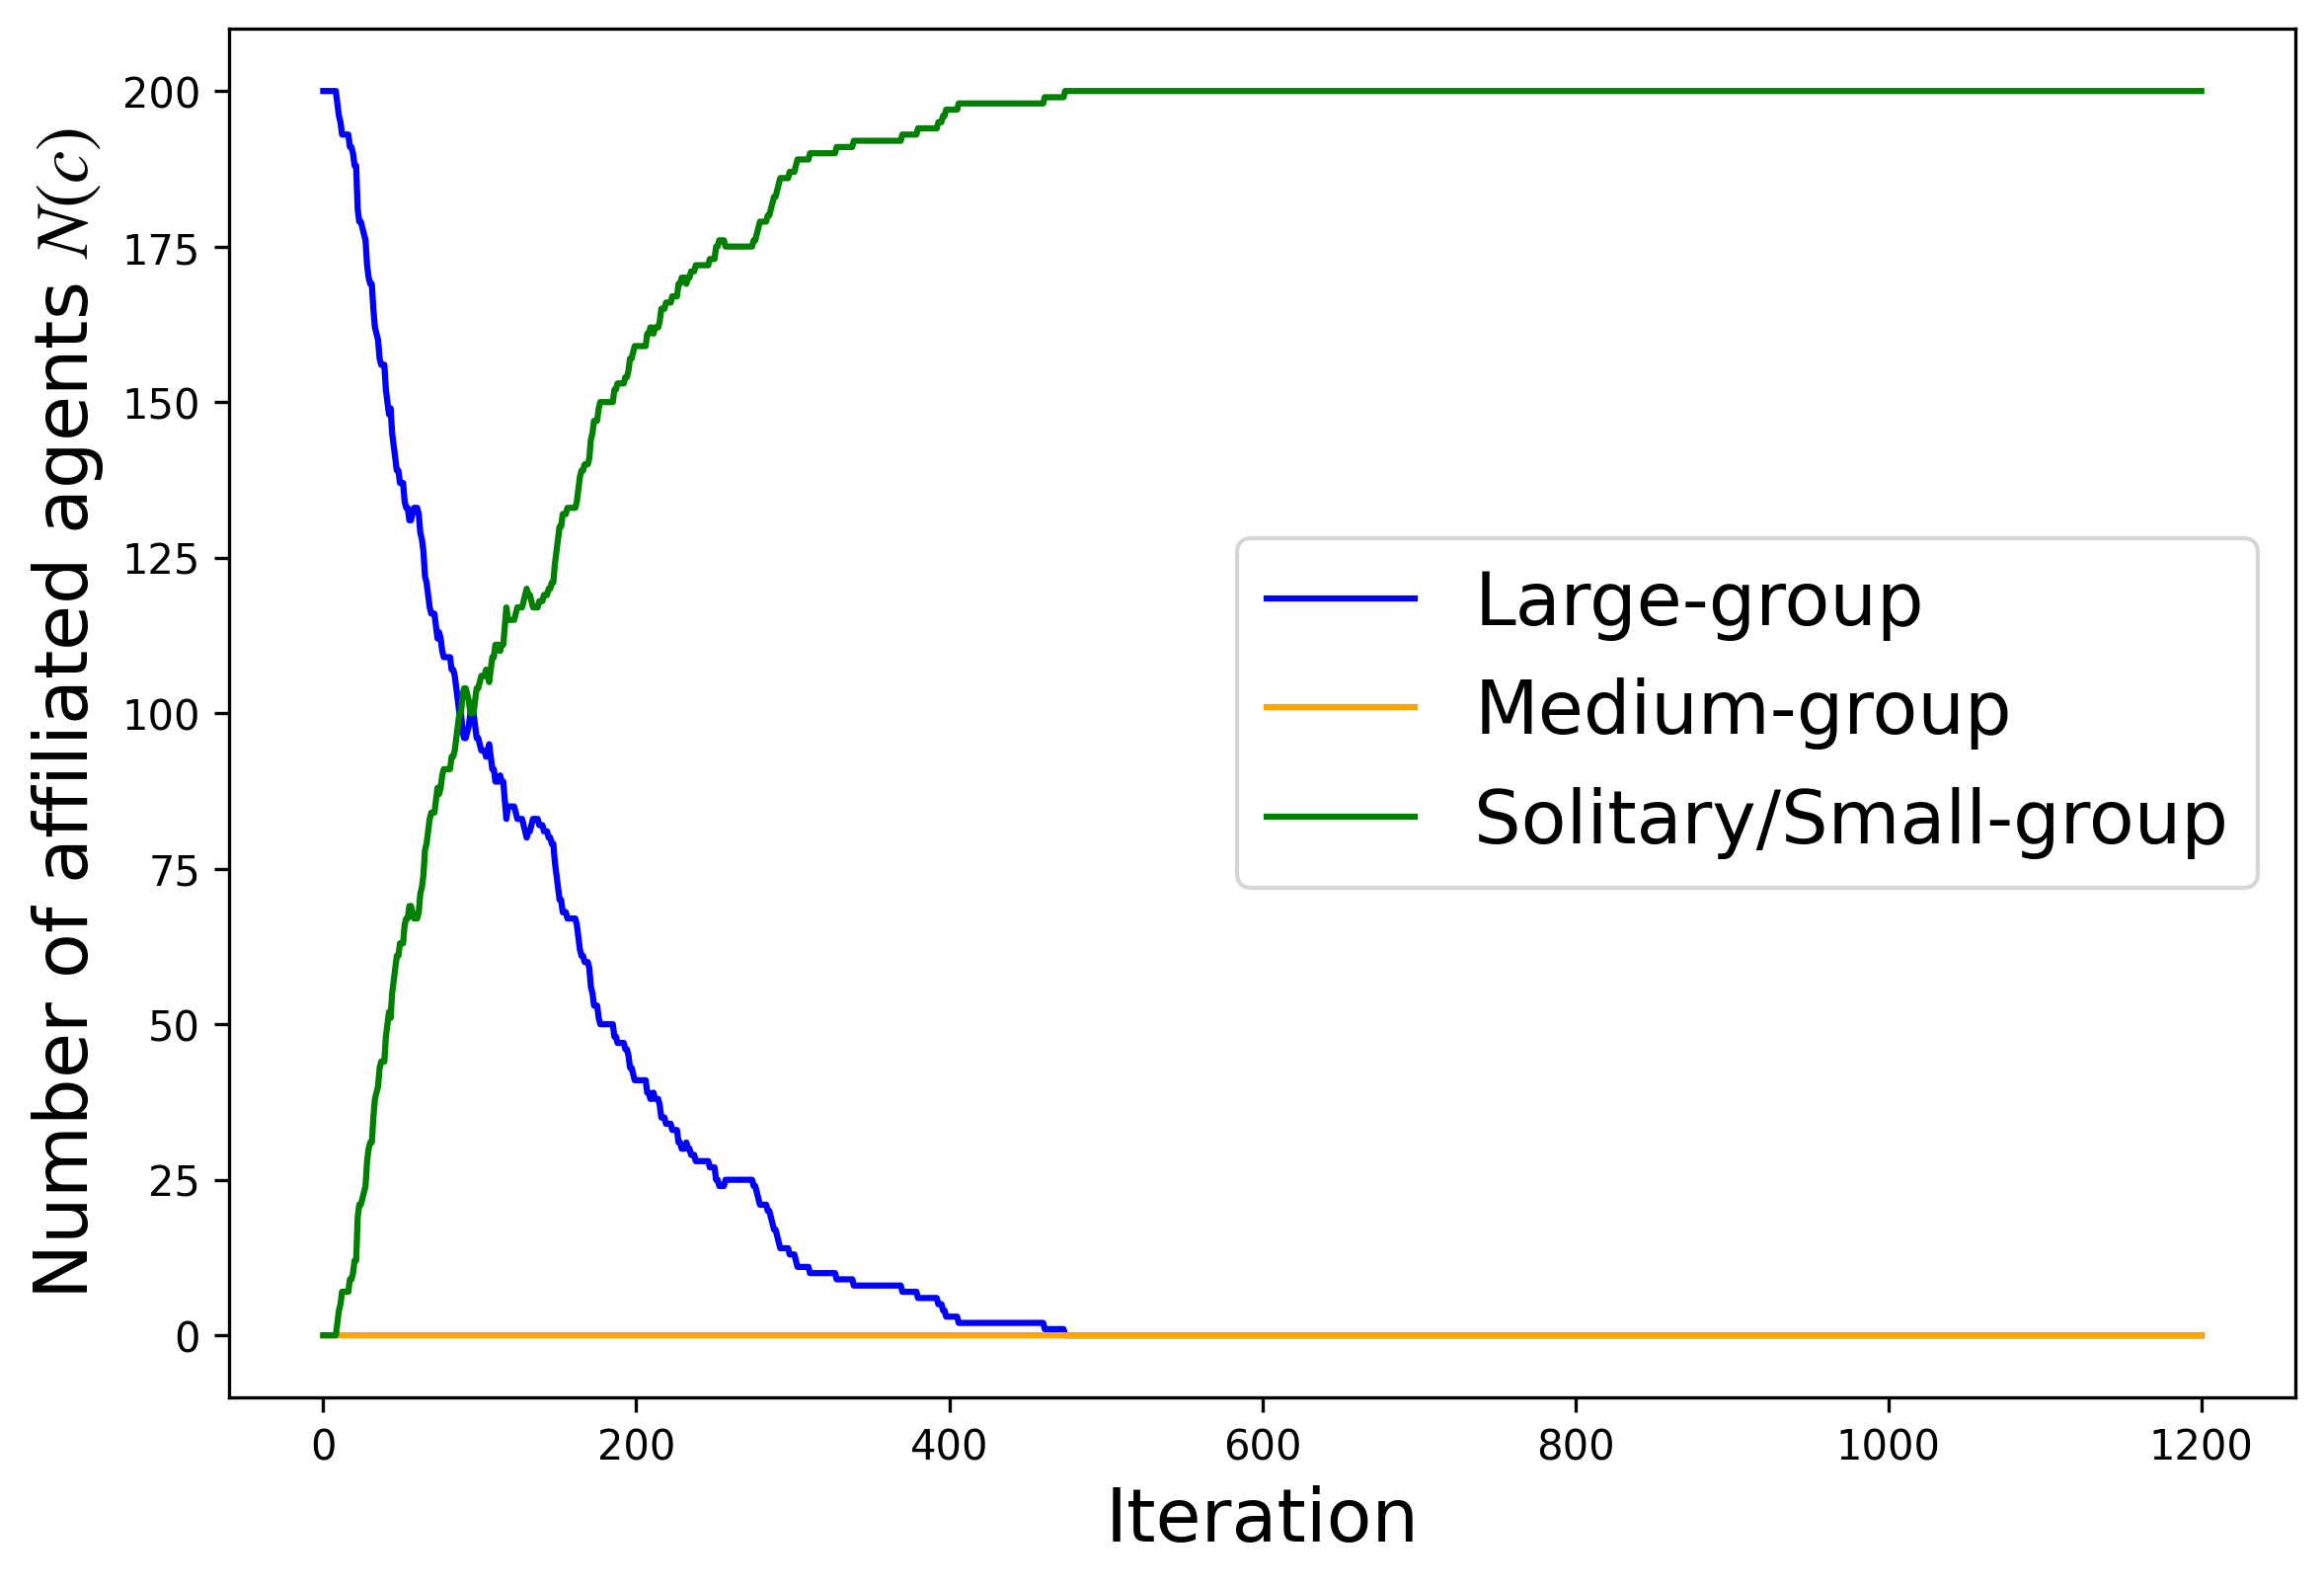 Number of affiliated agents N(c)
200
175
150
125
100
75
50
25
0
Large-group
Medium-group
Solitary/Small-group
0 200 400 600 800 1000 1200
Iteration